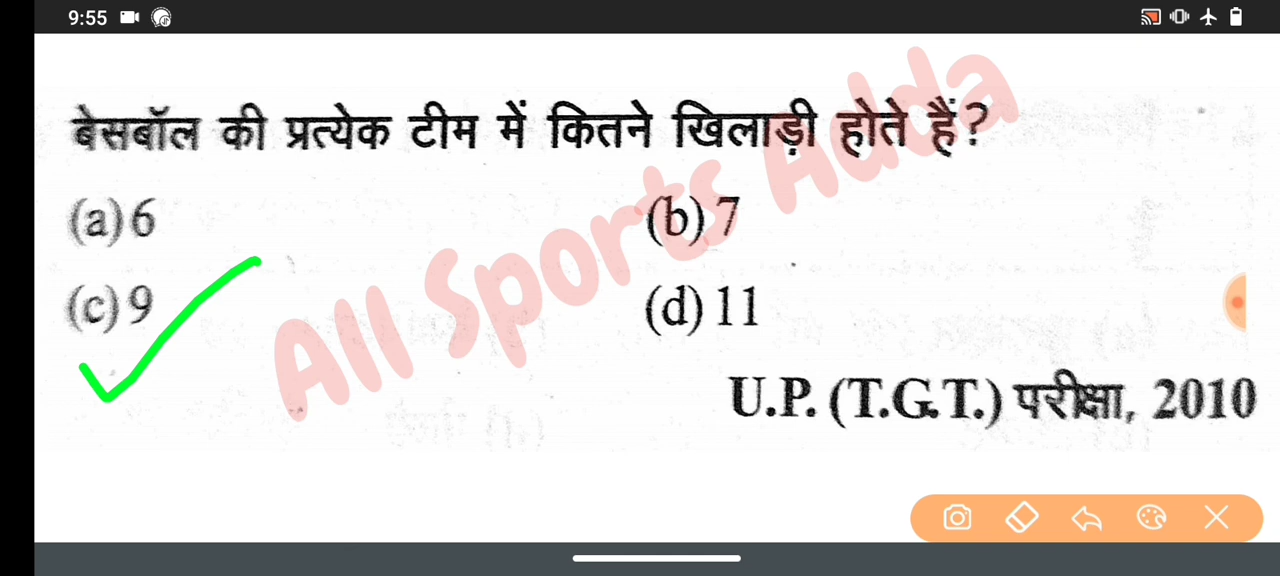 9:55
बेसबॉल की प्रत्येक टीम में कितने खिलाड़ी होते हैं?
(a) 6 (b) 7
(c) 9 (d) 11
All Sports Adda
U.P. (T.G.T.) परीक्षा, 2010